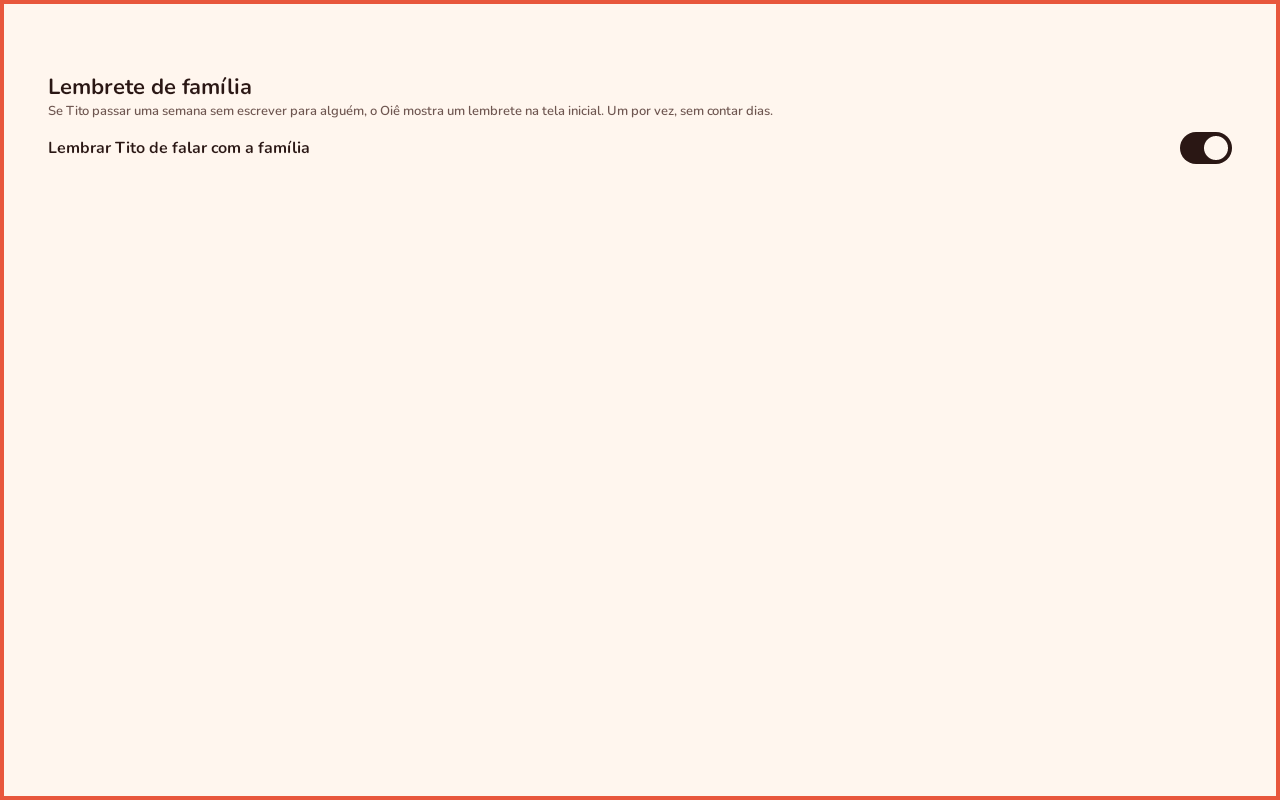 Lembrete de família
Se Tito passar uma semana sem escrever para alguém, o Oiê mostra um lembrete na tela inicial. Um por vez, sem contar dias.
Lembrar Tito de falar com a família